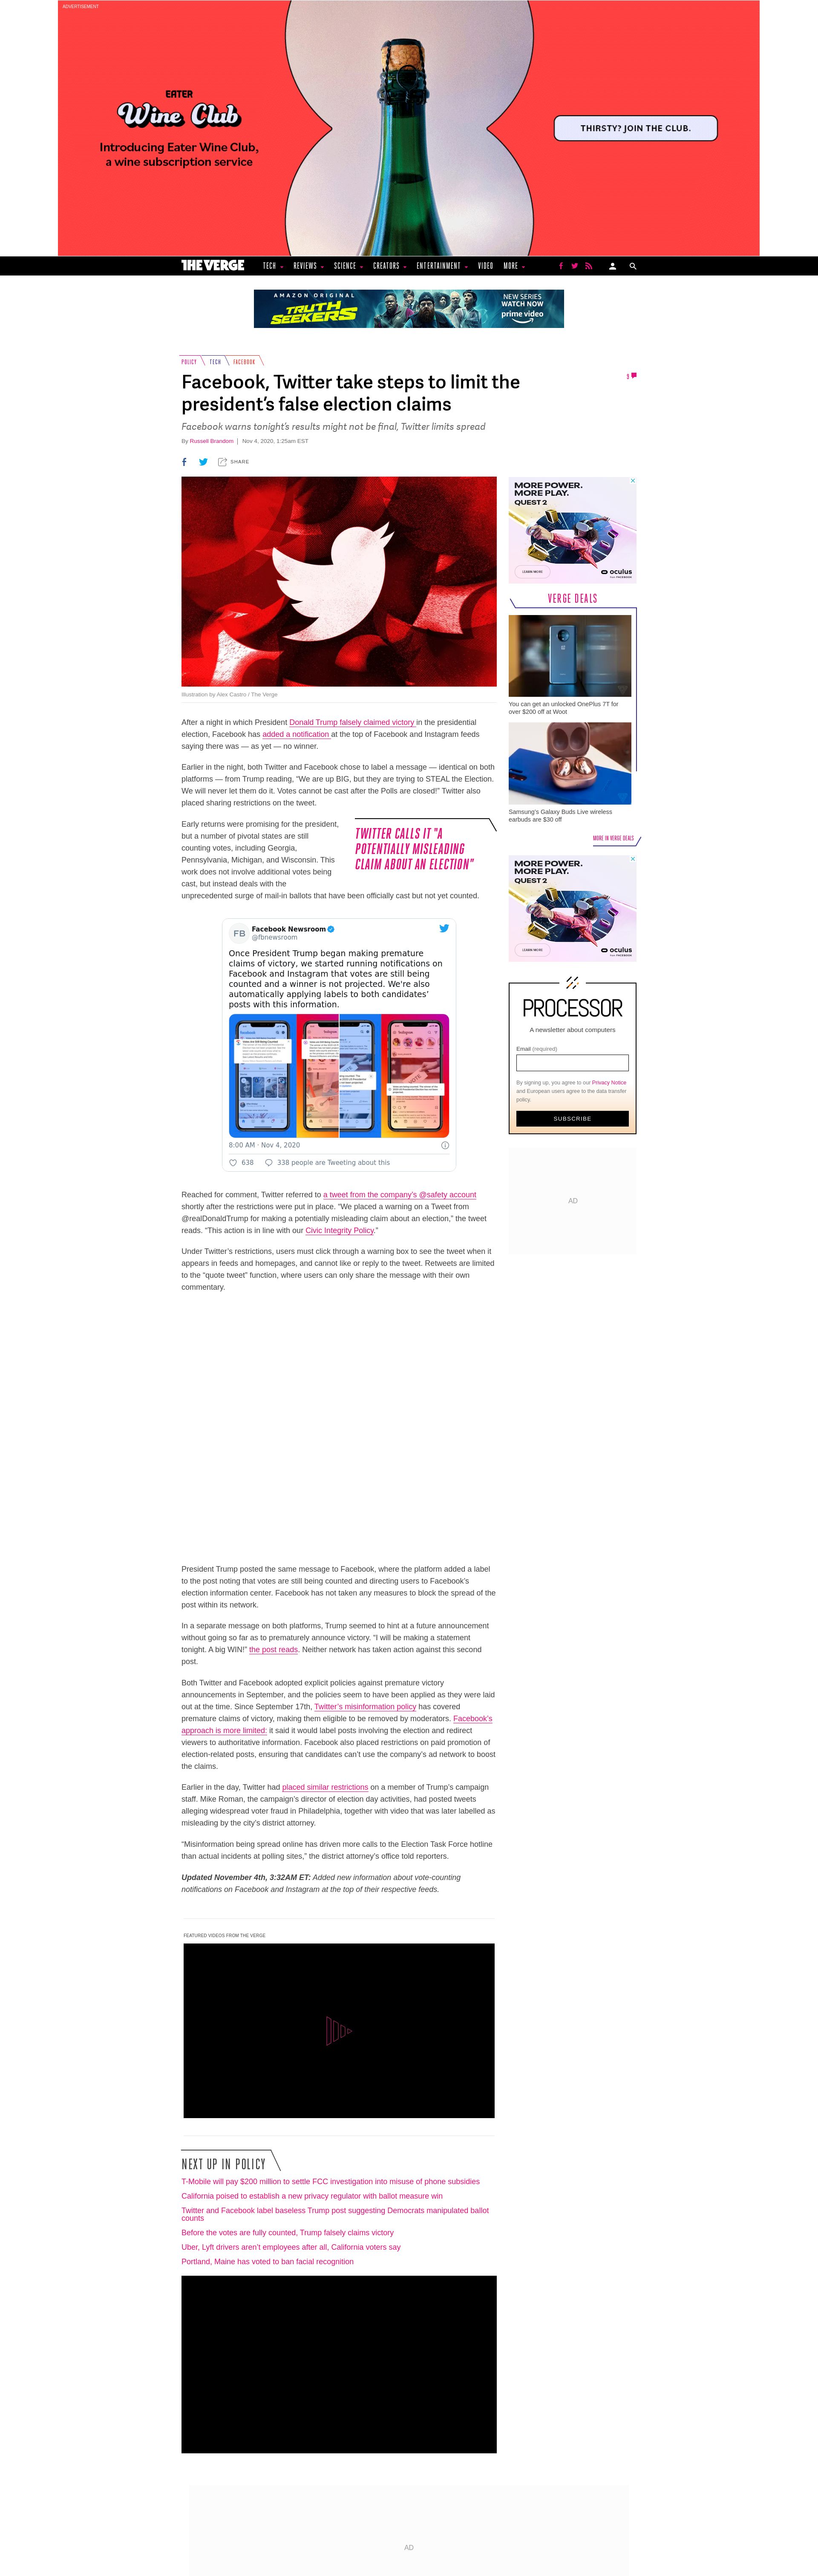 ADVERTISEMENT
EATER
Wine Club
Introducing Eater Wine Club,
a wine subscription service
THIRSTY? JOIN THE CLUB.
THE VERGE
TECH
REVIEWS
SCIENCE
CREATORS
ENTERTAINMENT
VIDEO
MORE
AMAZON ORIGINAL
TRUTH
SEEKERS
NEW SERIES
WATCH NOW
prime video
POLICY
TECH
FACEBOOK
Facebook, Twitter take steps to limit the
president’s false election claims
1
Facebook warns tonight’s results might not be final, Twitter limits spread
By Russell Brandom | Nov 4, 2020, 1:25am EST
SHARE
Illustration by Alex Castro / The Verge
After a night in which President Donald Trump falsely claimed victory in the presidential
election, Facebook has added a notification at the top of Facebook and Instagram feeds
saying there was — as yet — no winner.
Earlier in the night, both Twitter and Facebook chose to label a message — identical on both
platforms — from Trump reading, “We are up BIG, but they are trying to STEAL the Election.
We will never let them do it. Votes cannot be cast after the Polls are closed!” Twitter also
placed sharing restrictions on the tweet.
Early returns were promising for the president,
but a number of pivotal states are still
counting votes, including Georgia,
Pennsylvania, Michigan, and Wisconsin. This
work does not involve additional votes being
cast, but instead deals with the
unprecedented surge of mail-in ballots that have been officially cast but not yet counted.
TWITTER CALLS IT "A
POTENTIALLY MISLEADING
CLAIM ABOUT AN ELECTION"
FB
Facebook Newsroom
@fbnewsroom
Once President Trump began making premature
claims of victory, we started running notifications on
Facebook and Instagram that votes are still being
counted and a winner is not projected. We're also
automatically applying labels to both candidates’
posts with this information.
8:00 AM · Nov 4, 2020
638
338 people are Tweeting about this
Reached for comment, Twitter referred to a tweet from the company’s @safety account
shortly after the restrictions were put in place. “We placed a warning on a Tweet from
@realDonaldTrump for making a potentially misleading claim about an election,” the tweet
reads. “This action is in line with our Civic Integrity Policy.”
Under Twitter’s restrictions, users must click through a warning box to see the tweet when it
appears in feeds and homepages, and cannot like or reply to the tweet. Retweets are limited
to the “quote tweet” function, where users can only share the message with their own
commentary.
President Trump posted the same message to Facebook, where the platform added a label
to the post noting that votes are still being counted and directing users to Facebook’s
election information center. Facebook has not taken any measures to block the spread of the
post within its network.
In a separate message on both platforms, Trump seemed to hint at a future announcement
without going so far as to prematurely announce victory. “I will be making a statement
tonight. A big WIN!” the post reads. Neither network has taken action against this second
post.
Both Twitter and Facebook adopted explicit policies against premature victory
announcements in September, and the policies seem to have been applied as they were laid
out at the time. Since September 17th, Twitter’s misinformation policy has covered
premature claims of victory, making them eligible to be removed by moderators. Facebook’s
approach is more limited: it said it would label posts involving the election and redirect
viewers to authoritative information. Facebook also placed restrictions on paid promotion of
election-related posts, ensuring that candidates can’t use the company’s ad network to boost
the claims.
Earlier in the day, Twitter had placed similar restrictions on a member of Trump’s campaign
staff. Mike Roman, the campaign’s director of election day activities, had posted tweets
alleging widespread voter fraud in Philadelphia, together with video that was later labelled as
misleading by the city’s district attorney.
“Misinformation being spread online has driven more calls to the Election Task Force hotline
than actual incidents at polling sites,” the district attorney’s office told reporters.
Updated November 4th, 3:32AM ET: Added new information about vote-counting
notifications on Facebook and Instagram at the top of their respective feeds.
FEATURED VIDEOS FROM THE VERGE
NEXT UP IN POLICY
T-Mobile will pay $200 million to settle FCC investigation into misuse of phone subsidies
California poised to establish a new privacy regulator with ballot measure win
Twitter and Facebook label baseless Trump post suggesting Democrats manipulated ballot
counts
Before the votes are fully counted, Trump falsely claims victory
Uber, Lyft drivers aren’t employees after all, California voters say
Portland, Maine has voted to ban facial recognition
MORE POWER.
MORE PLAY.
QUEST 2
LEARN MORE
oculus
from FACEBOOK
VERGE DEALS
You can get an unlocked OnePlus 7T for
over $200 off at Woot
Samsung’s Galaxy Buds Live wireless
earbuds are $30 off
MORE IN VERGE DEALS
MORE POWER.
MORE PLAY.
QUEST 2
LEARN MORE
oculus
from FACEBOOK
PROCESSOR
A newsletter about computers
Email (required)
By signing up, you agree to our Privacy Notice
and European users agree to the data transfer
policy.
SUBSCRIBE
AD
AD